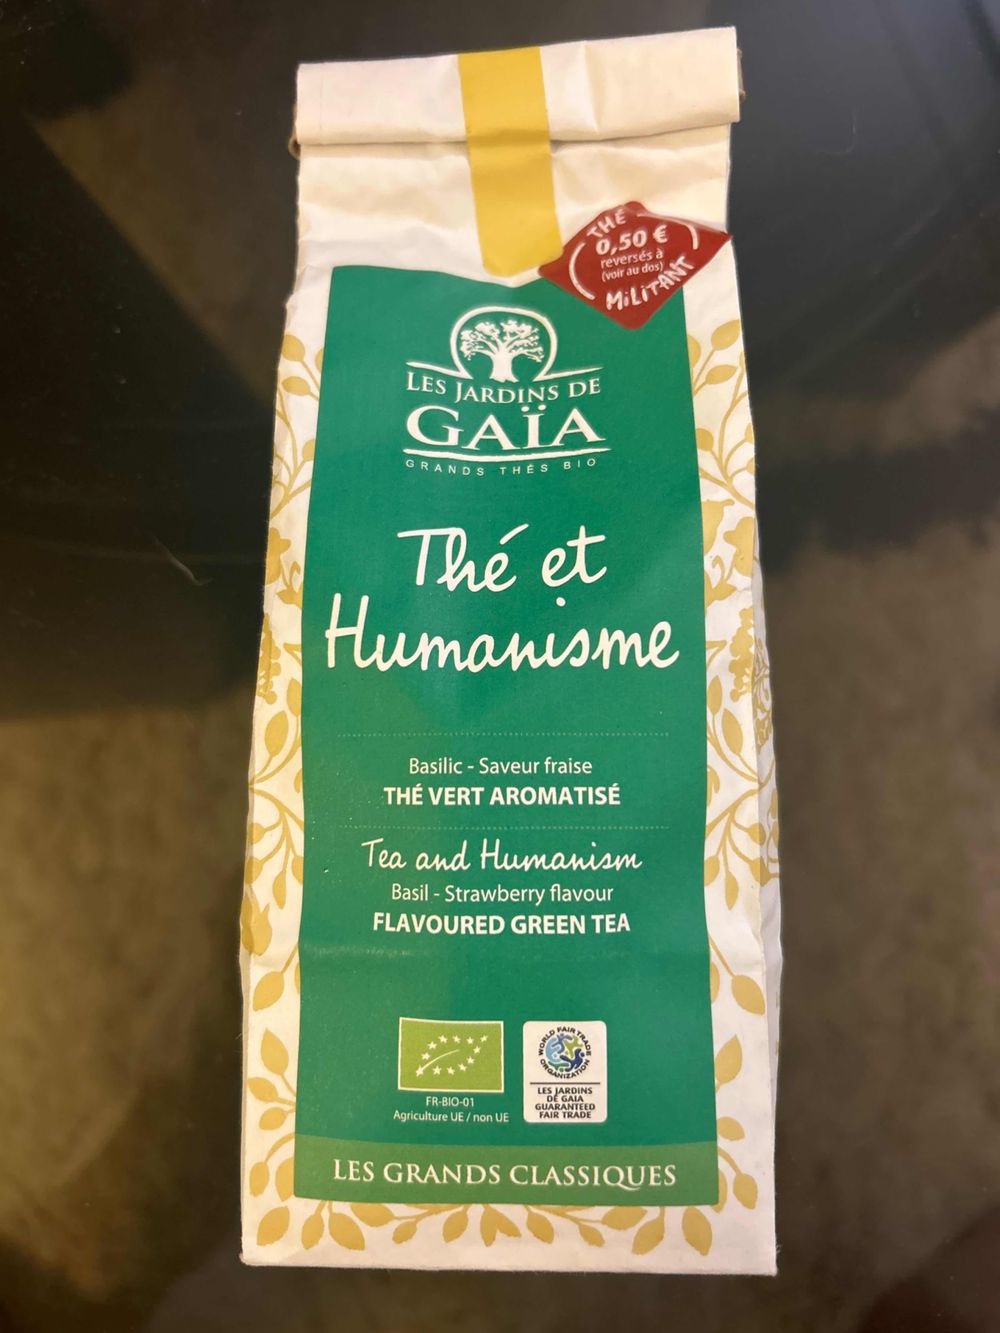 THÉ
0,50 €
reversés à
(voir au dos)
MiLiTANT
LES JARDINS DE
GAÏA
GRANDS THÉS BIO
Thé et
Humanisme
Basilic - Saveur fraise
THÉ VERT AROMATISÉ
Tea and Humanism
Basil - Strawberry flavour
FLAVOURED GREEN TEA
FR-BIO-01
Agriculture UE / non UE
WORLD FAIR TRADE
ORGANIZATION
LES JARDINS
DE GAIA
GUARANTEED
FAIR TRADE
LES GRANDS CLASSIQUES